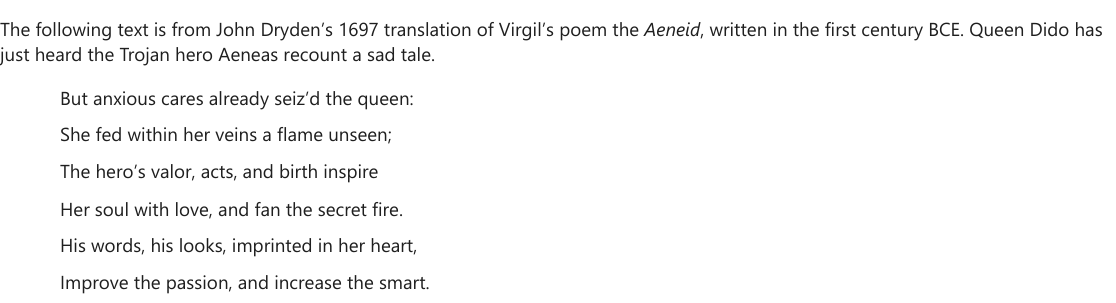 The following text is from John Dryden’s 1697 translation of Virgil’s poem the Aeneid, written in the first century BCE. Queen Dido has
just heard the Trojan hero Aeneas recount a sad tale.
But anxious cares already seiz’d the queen:
She fed within her veins a flame unseen;
The hero’s valor, acts, and birth inspire
Her soul with love, and fan the secret fire.
His words, his looks, imprinted in her heart,
Improve the passion, and increase the smart.